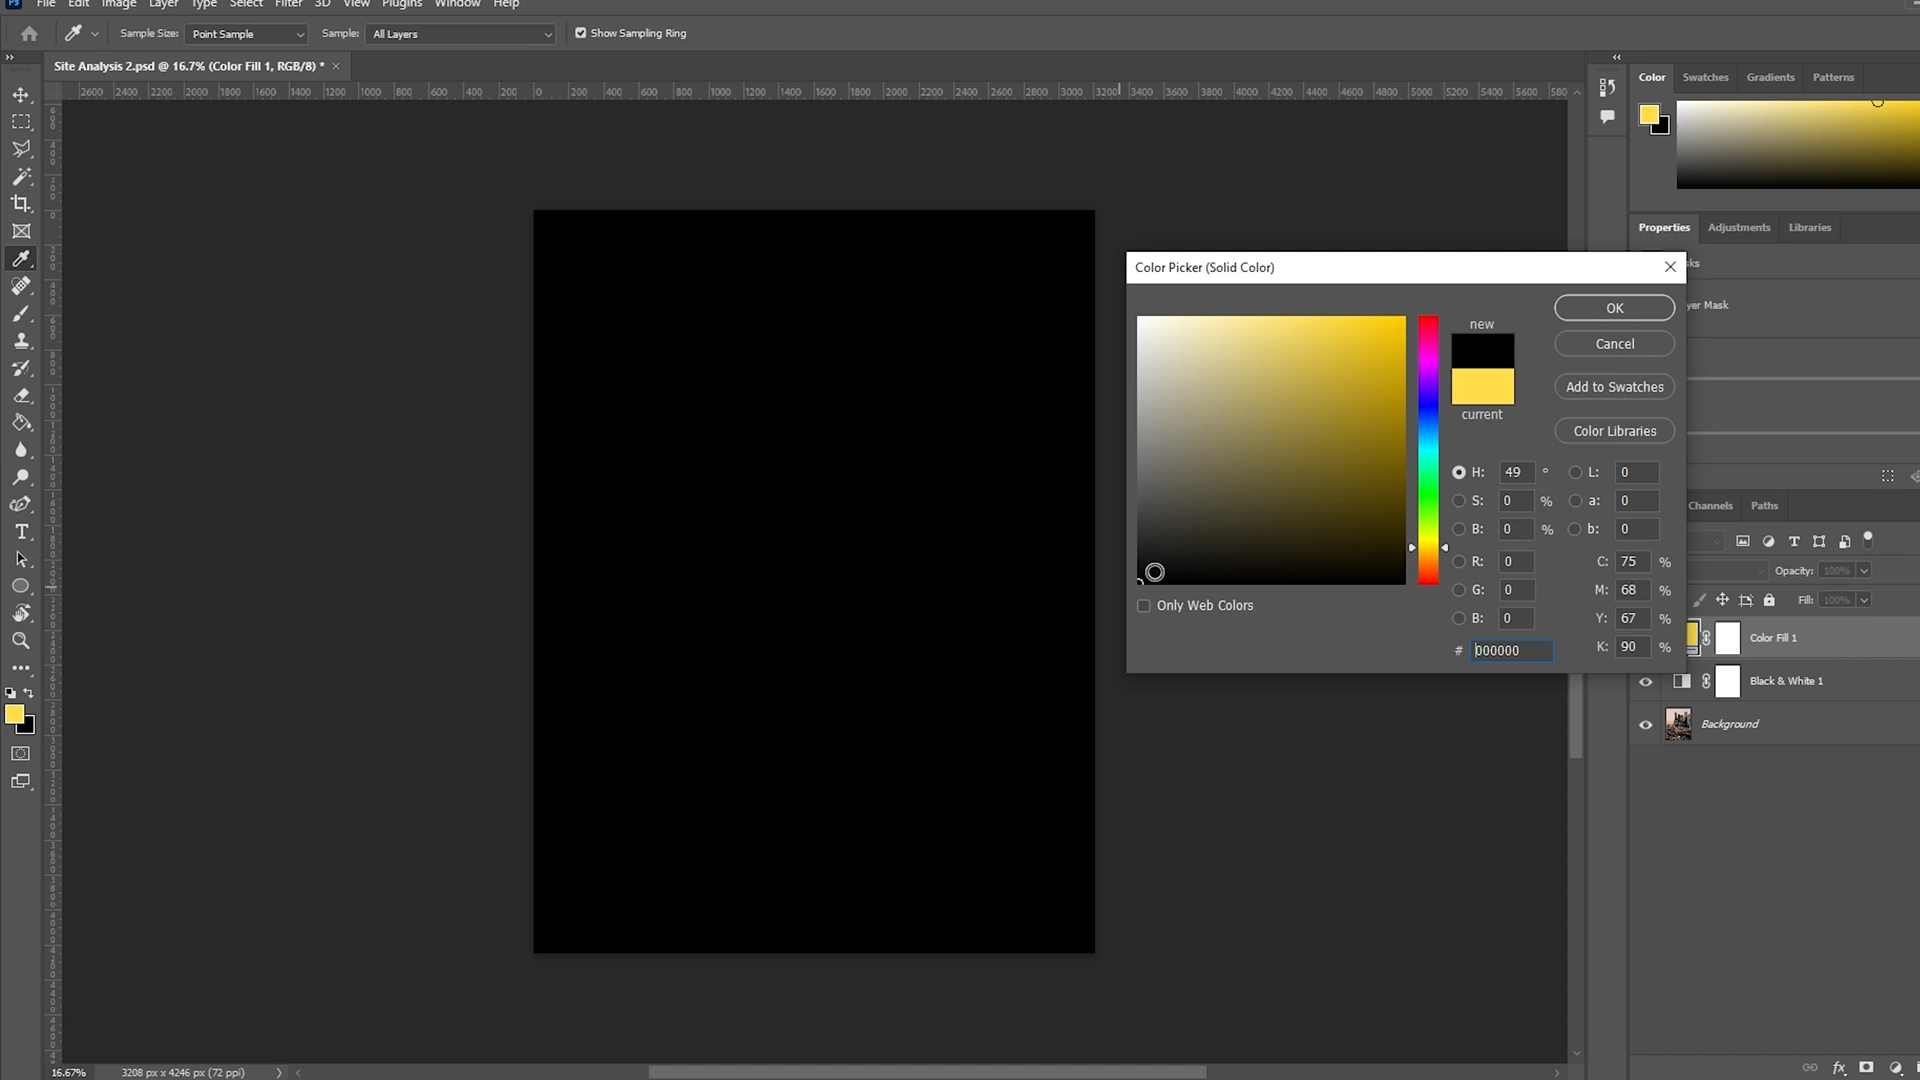 Ps File Edit Image Layer Type Select Filter 3D View Plugins Window Help
Sample Size: Point Sample Sample: All Layers Show Sampling Ring
Site Analysis 2.psd @ 16.7% (Color Fill 1, RGB/8) * ×
2600 2400 2200 2000 1800 1600 1400 1200 1000 800 600 400 200 0 200 400 600 800 1000 1200 1400 1600 1800 2000 2200 2400 2600 2800 3000 3200 3400 3600 3800 4000 4200 4400 4600 4800 5000 5200 5400 5600 580
Color Swatches Gradients Patterns
Properties Adjustments Libraries
sks
yer Mask
Color Picker (Solid Color)
new
current
OK
Cancel
Add to Swatches
Color Libraries
H: 49 ° L: 0
S: 0 % a: 0
B: 0 % b: 0
R: 0 C: 75 %
G: 0 M: 68 %
B: 0 Y: 67 %
# 000000 K: 90 %
Only Web Colors
Channels Paths
Opacity: 100%
Fill: 100%
Color Fill 1
Black & White 1
Background
16.67% 3208 px x 4246 px (72 ppi)